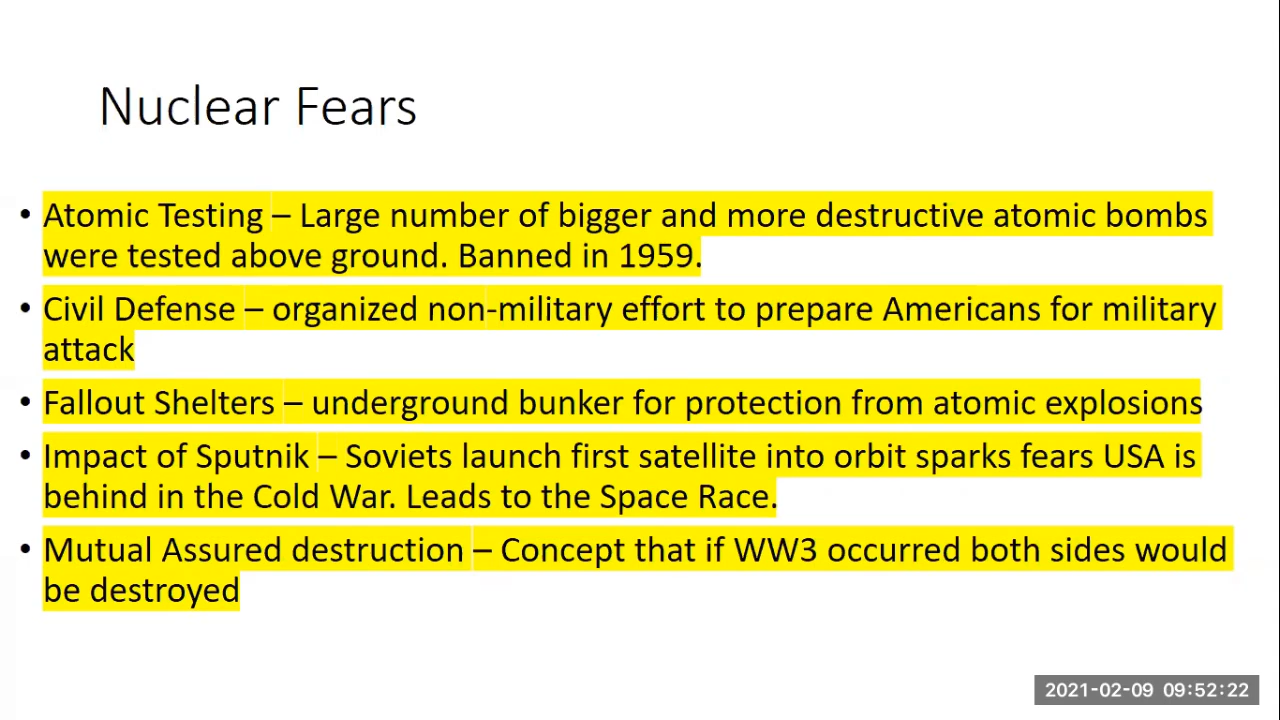 Nuclear Fears
• Atomic Testing – Large number of bigger and more destructive atomic bombs
were tested above ground. Banned in 1959.
• Civil Defense – organized non-military effort to prepare Americans for military
attack
• Fallout Shelters – underground bunker for protection from atomic explosions
• Impact of Sputnik – Soviets launch first satellite into orbit sparks fears USA is
behind in the Cold War. Leads to the Space Race.
• Mutual Assured destruction – Concept that if WW3 occurred both sides would
be destroyed
2021-02-09 09:52:22